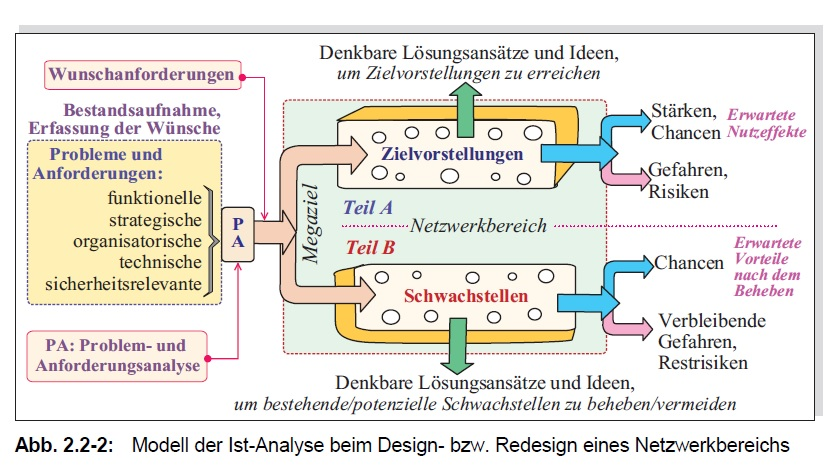 Denkbare Lösungsansätze und Ideen,
um Zielvorstellungen zu erreichen
Wunschanforderungen
Bestandsaufnahme,
Erfassung der Wünsche
Probleme und
Anforderungen:
funktionelle
strategische
organisatorische
technische
sicherheitsrelevante
P
A
PA: Problem- und
Anforderungsanalyse
Megaziel
Zielvorstellungen
Teil A
Netzwerkbereich
Teil B
Schwachstellen
Stärken,
Chancen
Erwartete
Nutzeffekte
Gefahren,
Risiken
Chancen
Erwartete
Vorteile
nach dem
Beheben
Verbleibende
Gefahren,
Restrisiken
Denkbare Lösungsansätze und Ideen,
um bestehende/potenzielle Schwachstellen zu beheben/vermeiden
Abb. 2.2-2: Modell der Ist-Analyse beim Design- bzw. Redesign eines Netzwerkbereichs